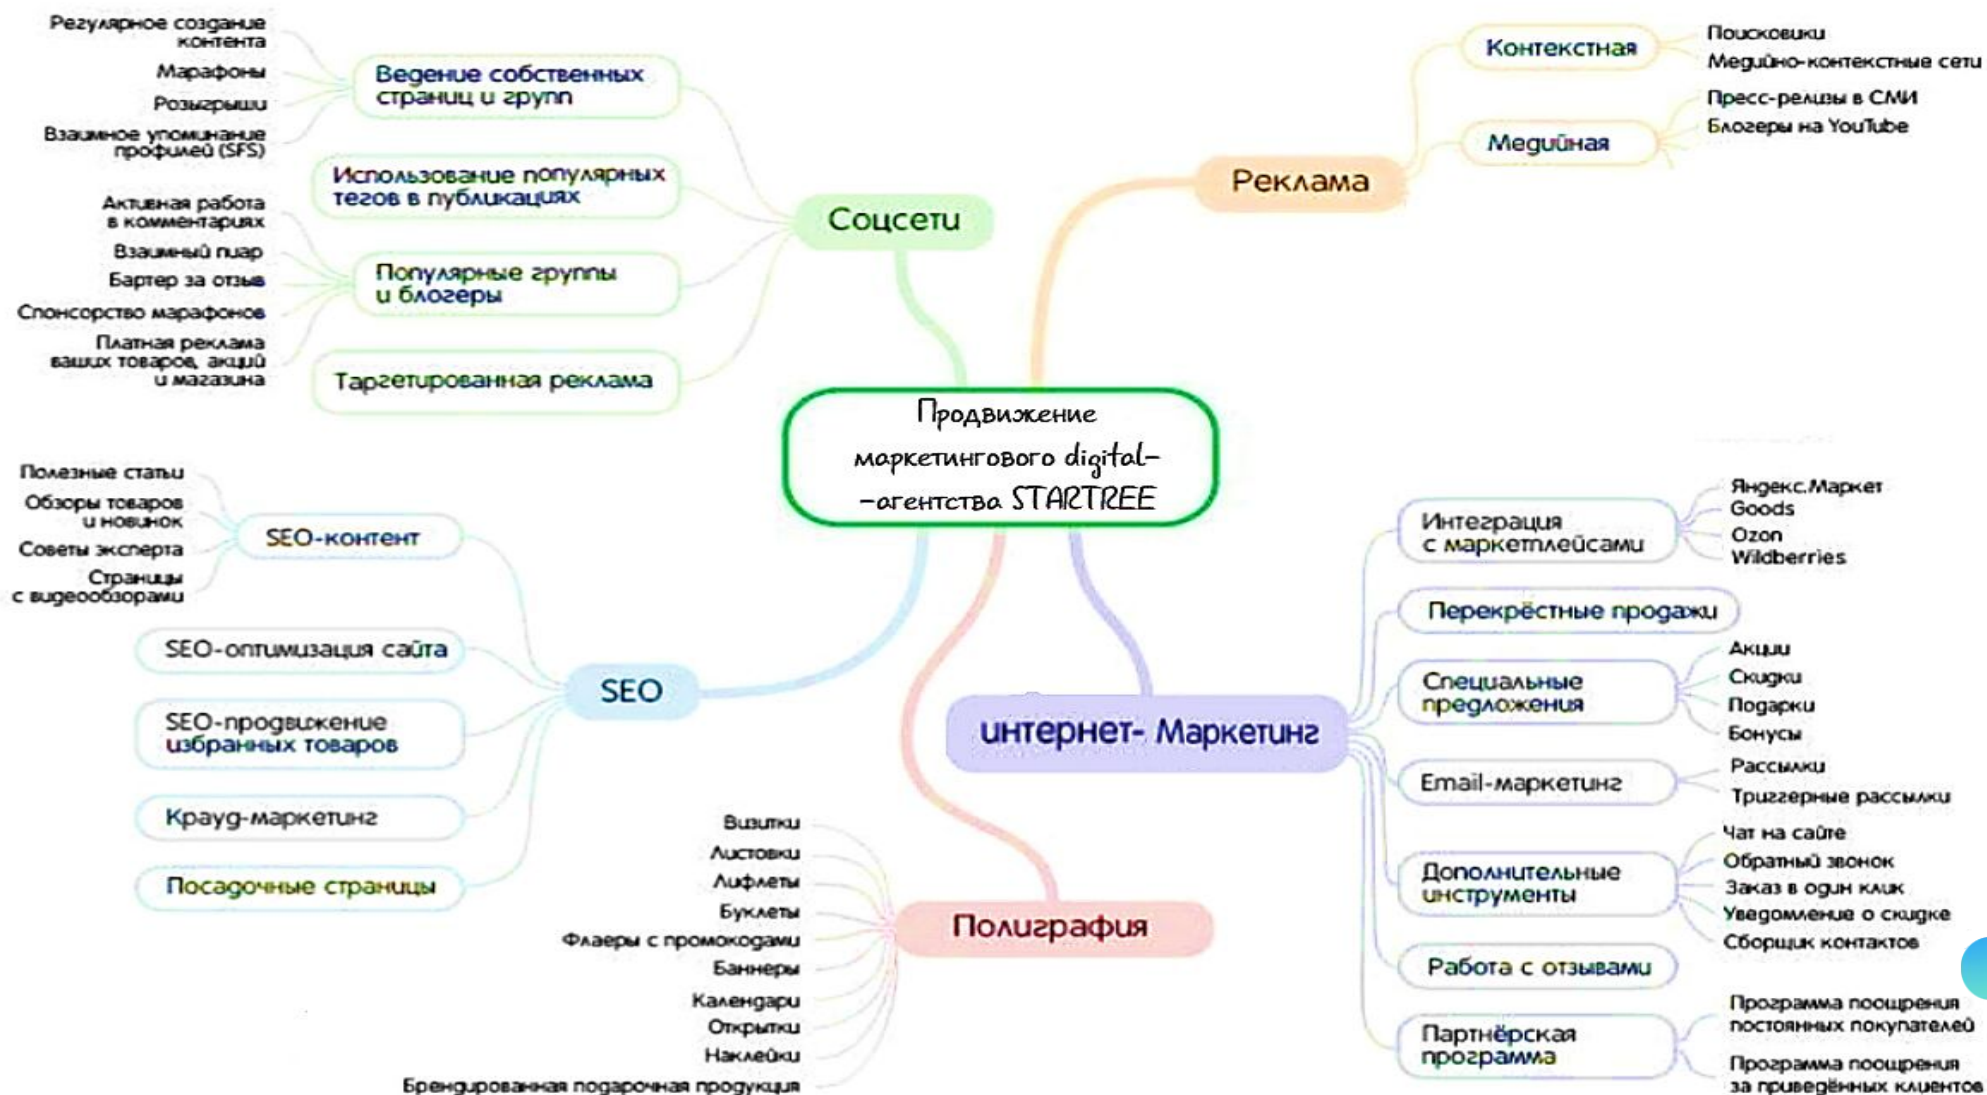 Регулярное создание
контента
Марафоны
Розыгрыши
Взаимное упоминание
профилей (SFS)
Ведение собственных
страниц и групп
Использование популярных
тегов в публикациях
Активная работа
в комментариях
Взаимный пиар
Бартер за отзыв
Спонсорство марафонов
Платная реклама
ваших товаров, акций
и магазина
Популярные группы
и блогеры
Таргетированная реклама
Соцсети
Реклама
Контекстная
Поисковики
Медийно-контекстные сети
Медийная
Пресс-релизы в СМИ
Блогеры на YouTube
Продвижение
маркетингового digital-
-агентства STARTREE
Полезные статьи
Обзоры товаров
и новинок
Советы эксперта
Страницы
с видеообзорами
SEO-контент
SEO-оптимизация сайта
SEO-продвижение
избранных товаров
Крауд-маркетинг
Посадочные страницы
SEO
Полиграфия
Визитки
Листовки
Лифлеты
Буклеты
Флаеры с промокодами
Баннеры
Календари
Открытки
Наклейки
Брендированная подарочная продукция
интернет- Маркетинг
Интеграция
с маркетплейсами
Яндекс.Маркет
Goods
Ozon
Wildberries
Перекрёстные продажи
Специальные
предложения
Акции
Скидки
Подарки
Бонусы
Email-маркетинг
Рассылки
Триггерные рассылки
Дополнительные
инструменты
Чат на сайте
Обратный звонок
Заказ в один клик
Уведомление о скидке
Сборщик контактов
Работа с отзывами
Партнёрская
программа
Программа поощрения
постоянных покупателей
Программа поощрения
за приведённых клиентов